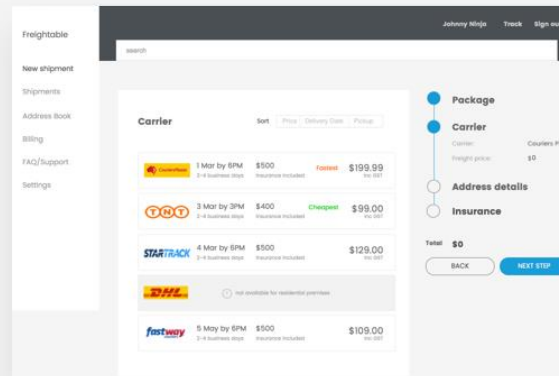 Freightable
Johnny Ninja Track Sign ou
search
New shipment
Shipments
Address Book
Billing
FAQ/Support
Settings
Carrier
Sort Price Delivery Date Pickup
CouriersPlease 1 Mar by 6PM $500 Fastest $199.99
2-4 business days Insurance included inc GST
TNT 3 Mar by 3PM $400 Cheapest $99.00
2-4 business days Insurance included inc GST
STARTRACK 4 Mar by 6PM $500 $129.00
2-4 business days Insurance included inc GST
DHL not available for residential premises
fastway 5 May by 6PM $500 $109.00
2-4 business days Insurance included inc GST
Package
Carrier
Carrier: Couriers P
Freight price: $0
Address details
Insurance
Total $0
BACK NEXT STEP